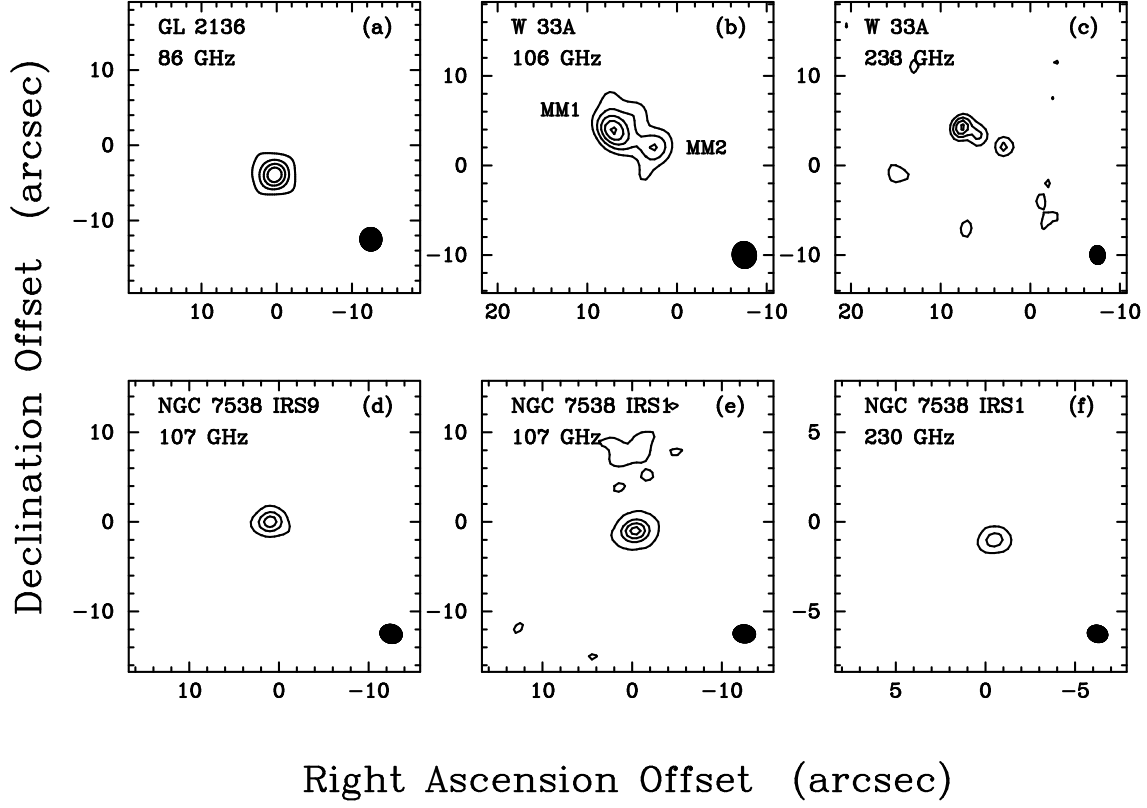 GL 2136 (a)
86 GHz
10
0
−10
10 0 −10
W 33A (b)
106 GHz
MM1
MM2
10
0
−10
20 10 0 −10
W 33A (c)
238 GHz
10
0
−10
20 10 0 −10
NGC 7538 IRS9 (d)
107 GHz
10
0
−10
10 0 −10
NGC 7538 IRS1 (e)
107 GHz
10
0
−10
10 0 −10
NGC 7538 IRS1 (f)
230 GHz
5
0
−5
5 0 −5
Declination Offset (arcsec)
Right Ascension Offset (arcsec)